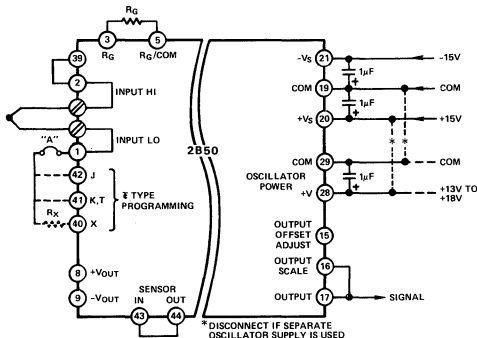 RG
3
5
RG
RG/COM
39
2
INPUT HI
"A"
INPUT LO
1
42
J
41
K,T
TYPE
PROGRAMMING
RX
40
X
8
+VOUT
9
-VOUT
SENSOR
IN
OUT
43
44
2B50
-VS
21
-15V
1µF
+
COM
19
COM
1µF
+
+VS
20
+15V
*
*
COM
29
COM
OSCILLATOR
POWER
1µF
+
+V
28
+13V TO
+18V
OUTPUT
OFFSET
ADJUST
15
OUTPUT
SCALE
16
OUTPUT
17
SIGNAL
*DISCONNECT IF SEPARATE
OSCILLATOR SUPPLY IS USED